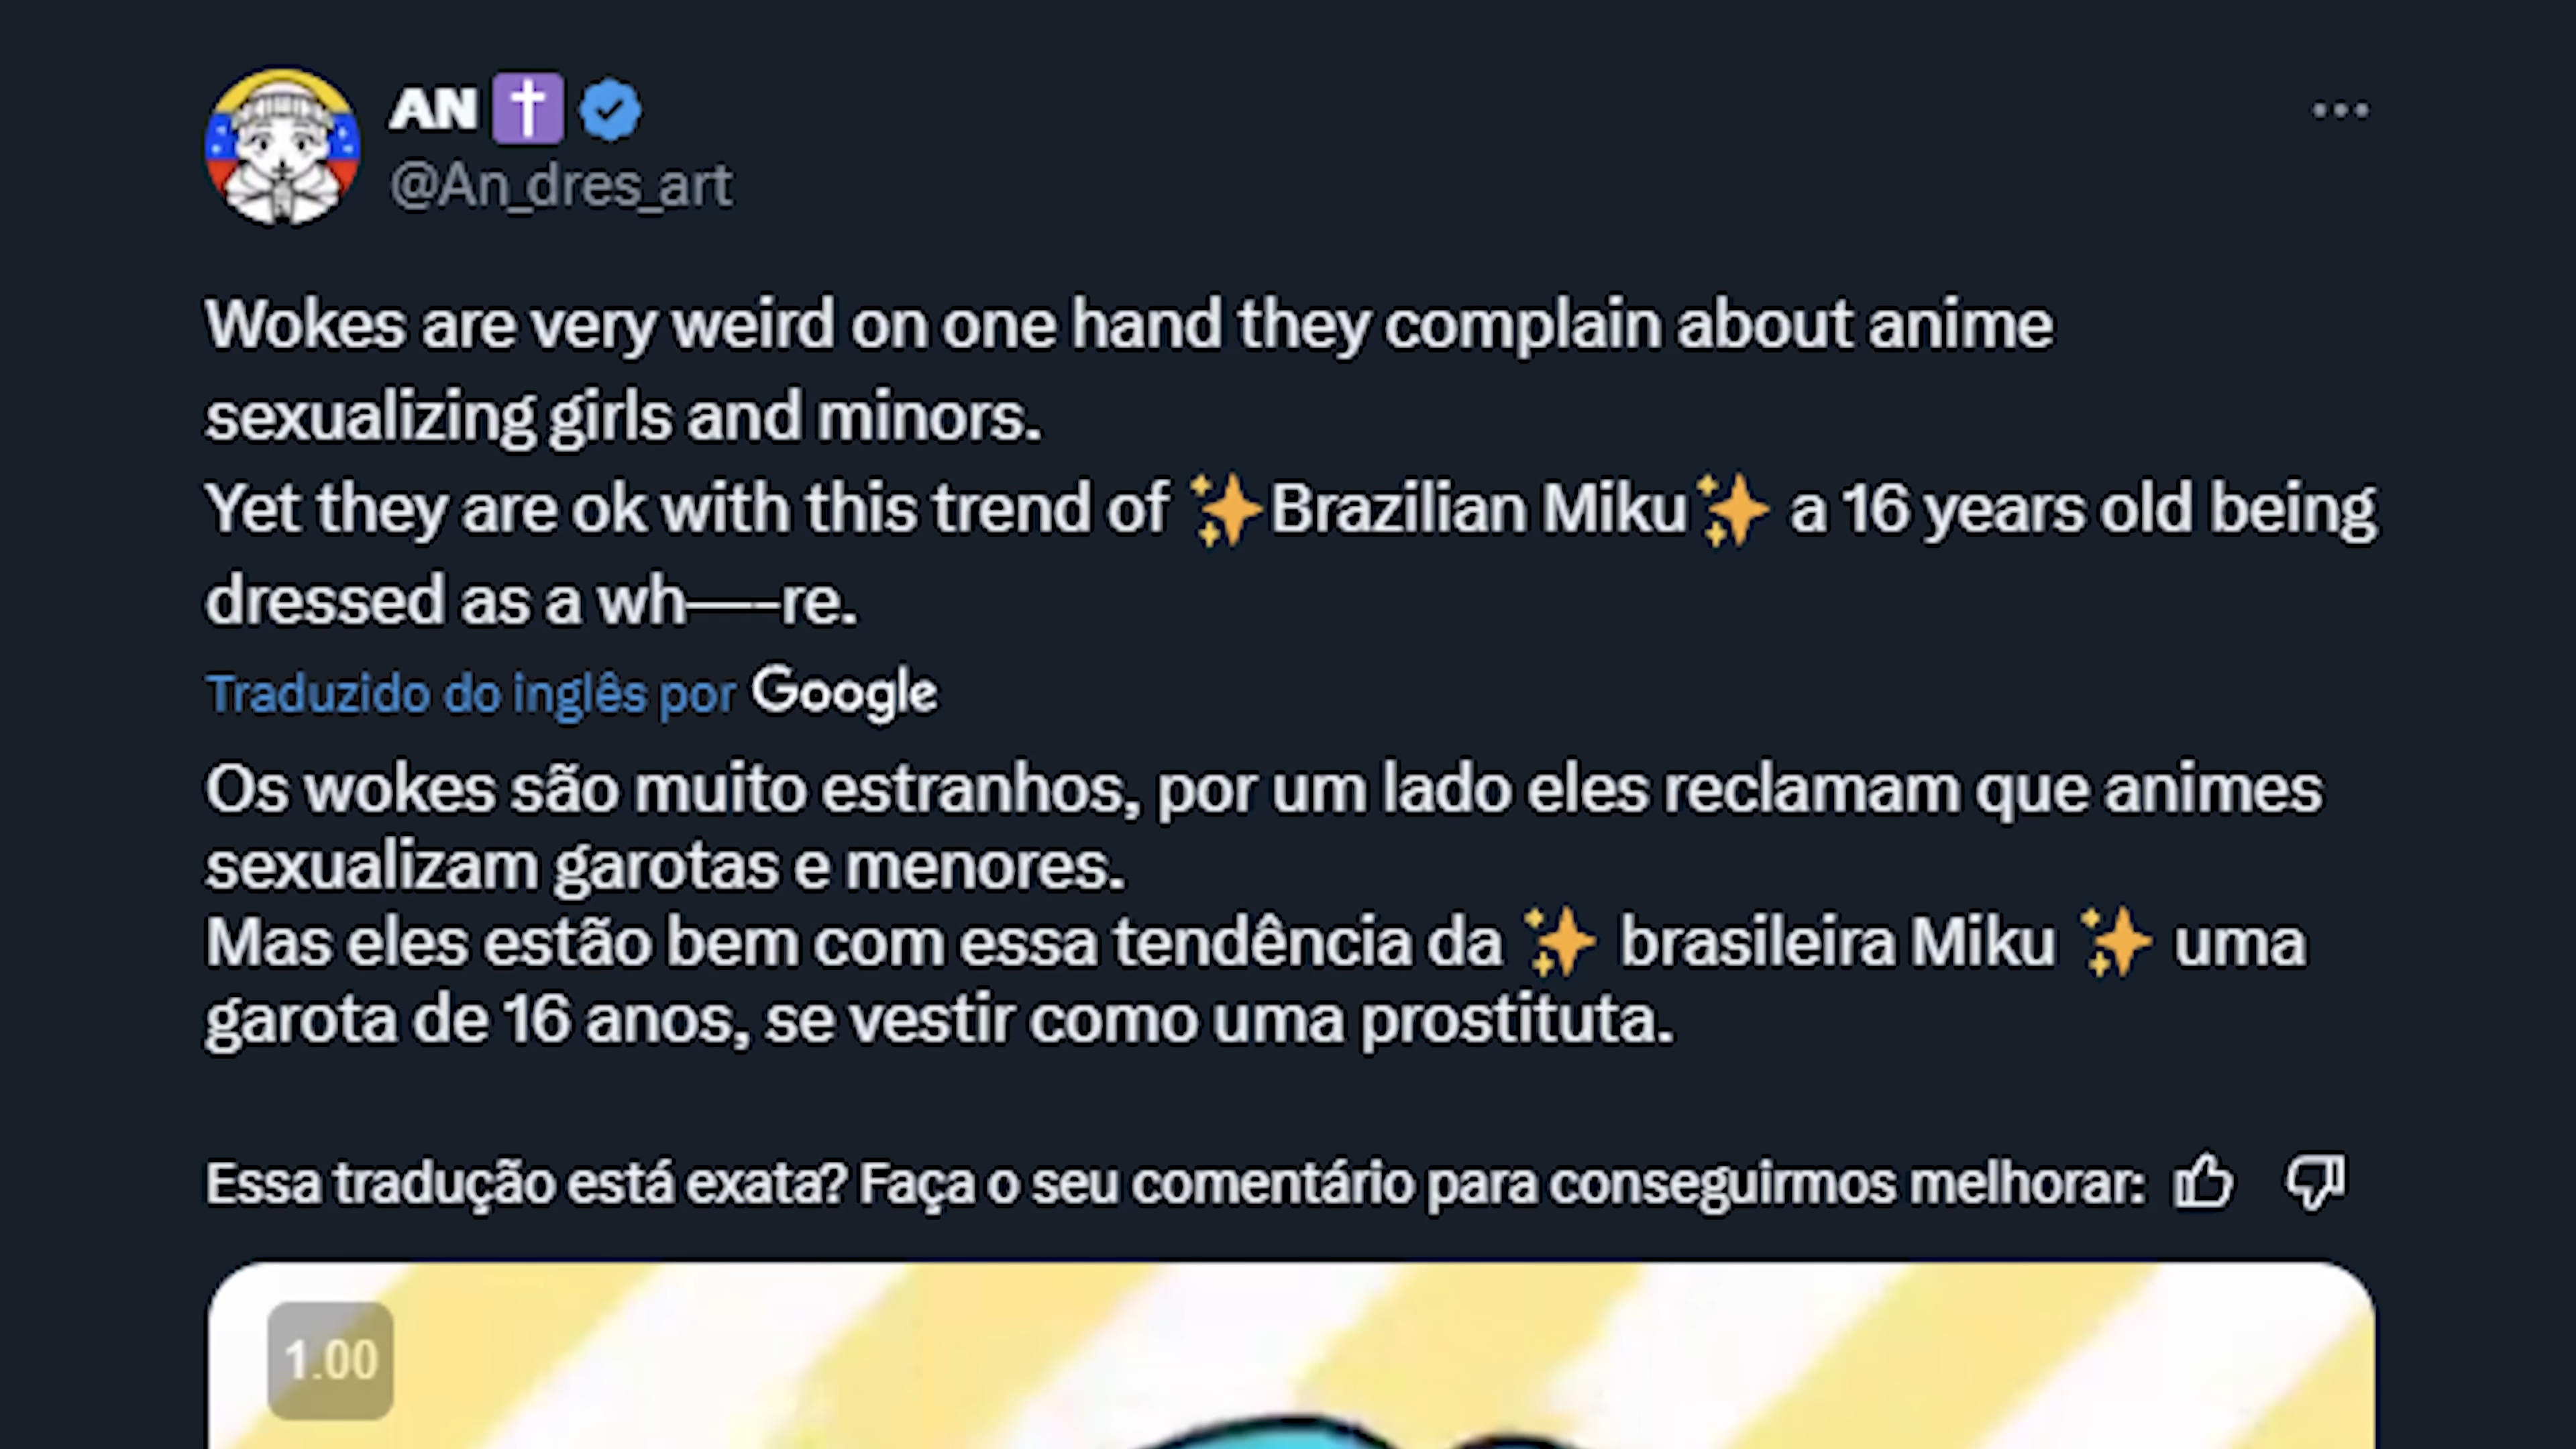 AN ✝️
@An_dres_art
Wokes are very weird on one hand they complain about anime
sexualizing girls and minors.
Yet they are ok with this trend of ✨Brazilian Miku✨ a 16 years old being
dressed as a wh—–re.
Traduzido do inglês por Google
Os wokes são muito estranhos, por um lado eles reclamam que animes
sexualizam garotas e menores.
Mas eles estão bem com essa tendência da ✨ brasileira Miku ✨ uma
garota de 16 anos, se vestir como uma prostituta.
Essa tradução está exata? Faça o seu comentário para conseguirmos melhorar:
1.00